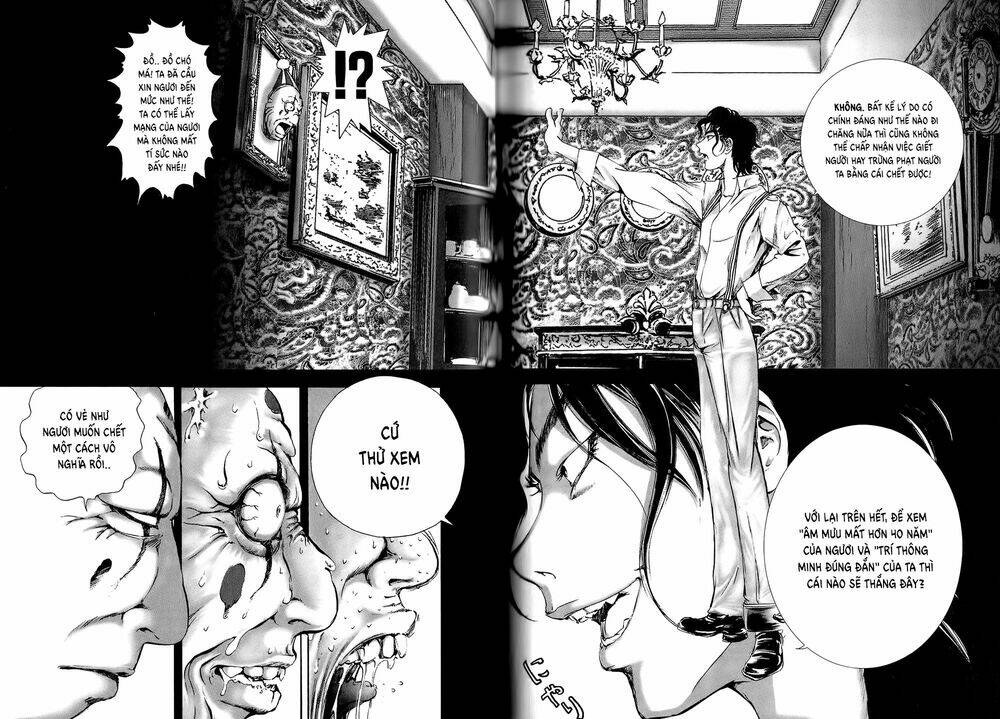 KHÔNG. BẤT KỂ LÝ DO CÓ
CHÍNH ĐÁNG NHƯ THẾ NÀO ĐI
CHĂNG NỮA THÌ CŨNG KHÔNG
THỂ CHẤP NHẬN VIỆC GIẾT
NGƯỜI HAY TRỪNG PHẠT NGƯỜI
TA BẰNG CÁI CHẾT ĐƯỢC!
!?
ĐỒ.. ĐỒ CHÓ
MÁ! TA ĐÃ CẦU
XIN NGƯƠI ĐẾN
MỨC NHƯ THẾ!
TA CÓ THỂ LẤY
MẠNG CỦA NGƯƠI
MÀ KHÔNG MẤT
TÍ SỨC NÀO
ĐẤY NHÉ!!
VỚI LẠI TRÊN HẾT, ĐỂ XEM
"ÂM MƯU MẤT HƠN 40 NĂM"
CỦA NGƯƠI VÀ "TRÍ THÔNG
MINH ĐÚNG ĐẮN" CỦA TA THÌ
CÁI NÀO SẼ THẮNG ĐÂY?
CỨ
THỬ XEM
NÀO!!
CÓ VẺ NHƯ
NGƯƠI MUỐN CHẾT
MỘT CÁCH VÔ
NGHĨA RỒI..